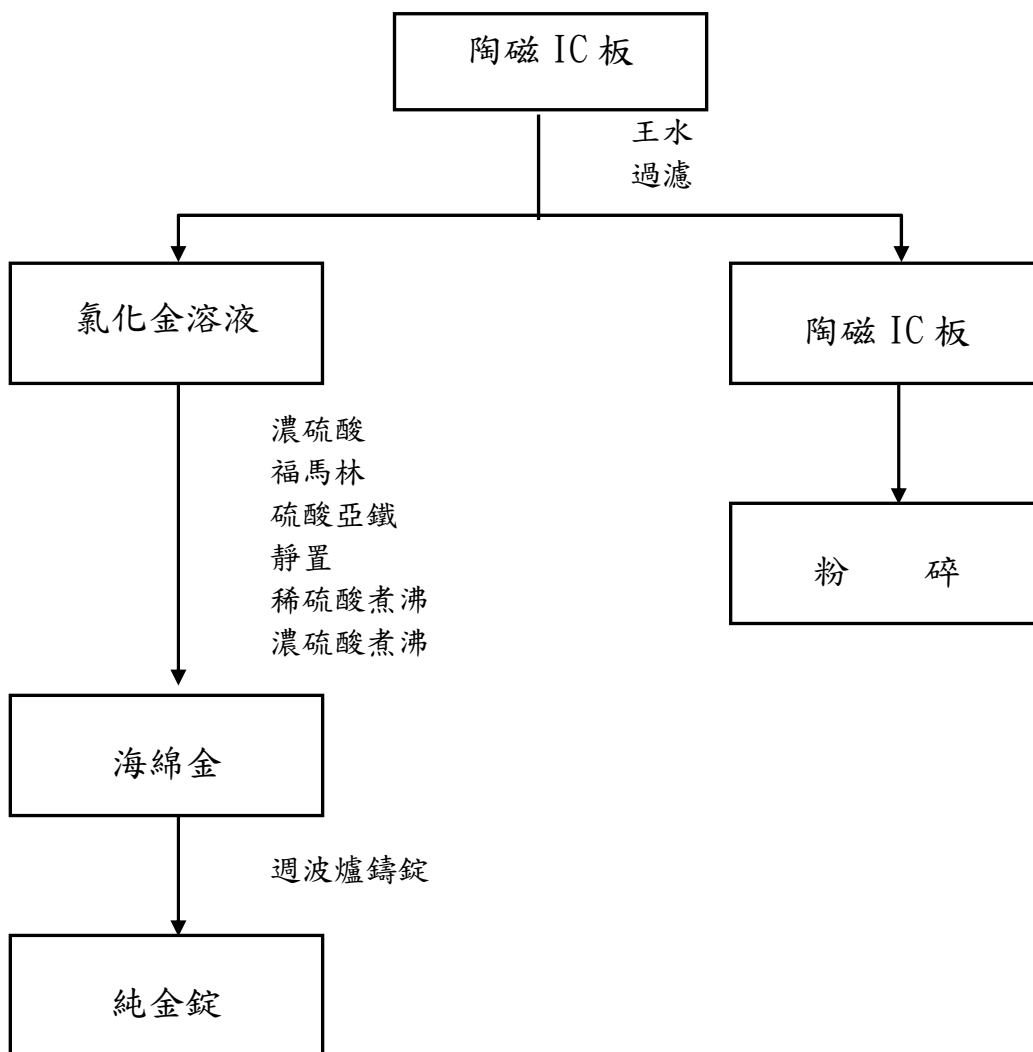 陶磁 IC 板
王水
過濾
氯化金溶液
陶磁 IC 板
濃硫酸
福馬林
硫酸亞鐵
靜置
稀硫酸煮沸
濃硫酸煮沸
粉 碎
海綿金
週波爐鑄錠
純金錠